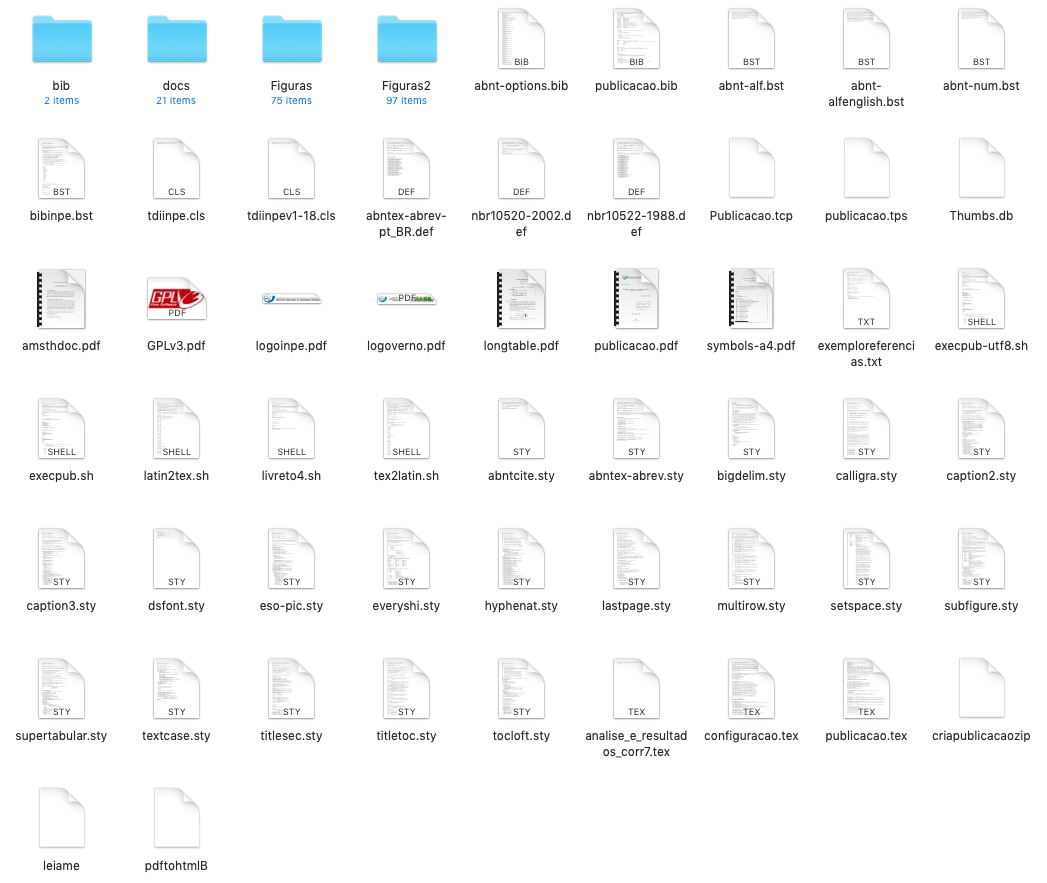 bib
2 items
docs
21 items
Figuras
75 items
Figuras2
97 items
BIB
abnt-options.bib
BIB
publicacao.bib
BST
abnt-alf.bst
BST
abnt-
alfenglish.bst
BST
abnt-num.bst
BST
bibinpe.bst
CLS
tdiinpe.cls
CLS
tdiinpev1-18.cls
DEF
abntex-abrev-
pt_BR.def
DEF
nbr10520-2002.d
ef
DEF
nbr10522-1988.d
ef
Publicacao.tcp
publicacao.tps
Thumbs.db
amsthdoc.pdf
GPLv3
Free Software
PDF
GPLv3.pdf
logoinpe.pdf
PDF
logoverno.pdf
longtable.pdf
publicacao.pdf
symbols-a4.pdf
TXT
exemploreferenci
as.txt
SHELL
execpub-utf8.sh
SHELL
execpub.sh
SHELL
latin2tex.sh
SHELL
livreto4.sh
SHELL
tex2latin.sh
STY
abntcite.sty
STY
abntex-abrev.sty
STY
bigdelim.sty
STY
calligra.sty
STY
caption2.sty
STY
caption3.sty
STY
dsfont.sty
STY
eso-pic.sty
STY
everyshi.sty
STY
hyphenat.sty
STY
lastpage.sty
STY
multirow.sty
STY
setspace.sty
STY
subfigure.sty
STY
supertabular.sty
STY
textcase.sty
STY
titlesec.sty
STY
titletoc.sty
STY
tocloft.sty
TEX
analise_e_resultad
os_corr7.tex
TEX
configuracao.tex
TEX
publicacao.tex
criapublicacaozip
leiame
pdftohtmlB